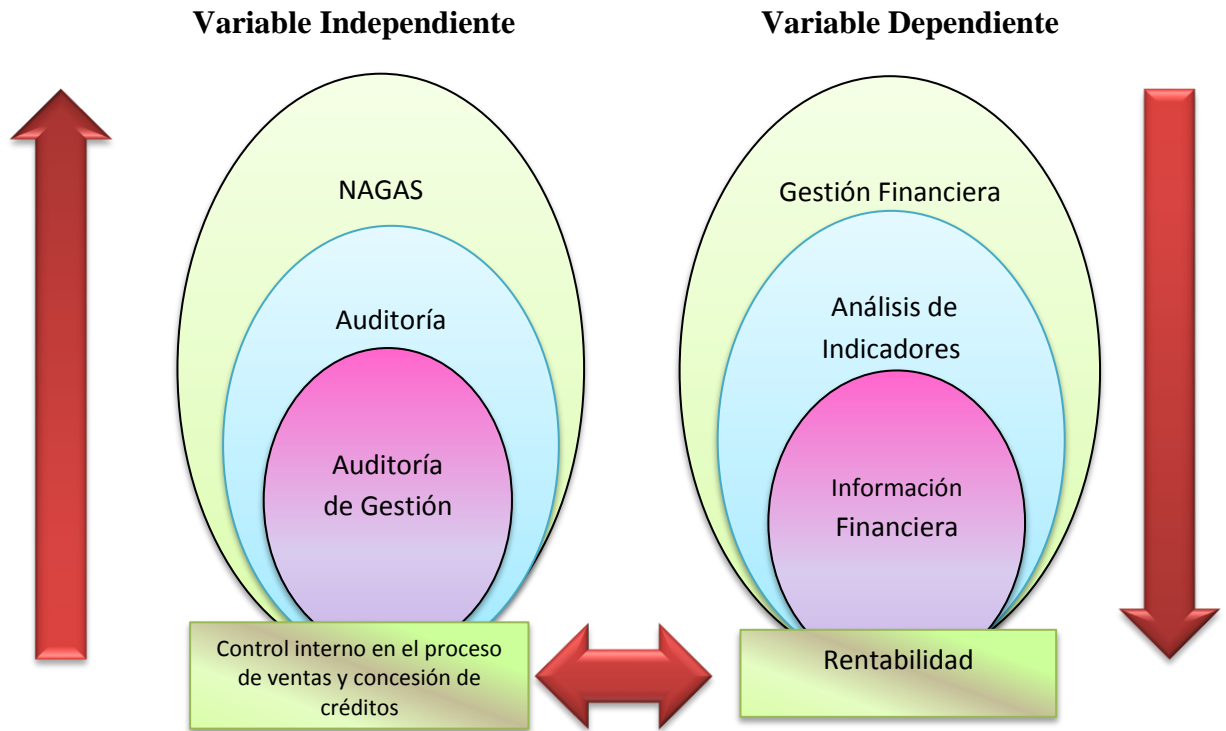 Variable Independiente
Variable Dependiente
NAGAS
Auditoría
Auditoría
de Gestión
Control interno en el proceso
de ventas y concesión de
créditos
Gestión Financiera
Análisis de
Indicadores
Información
Financiera
Rentabilidad